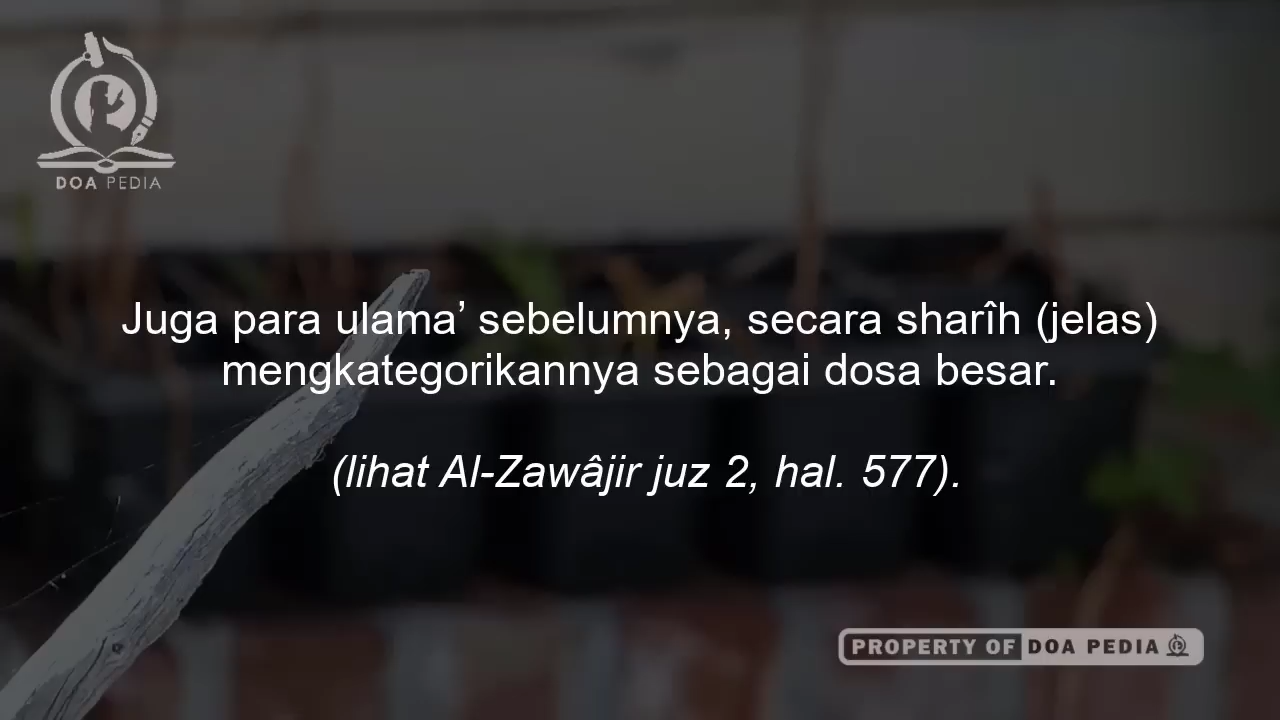 DOA PEDIA
Juga para ulama’ sebelumnya, secara sharîh (jelas)
mengkategorikannya sebagai dosa besar.
(lihat Al-Zawâjir juz 2, hal. 577).
PROPERTY OF DOA PEDIA